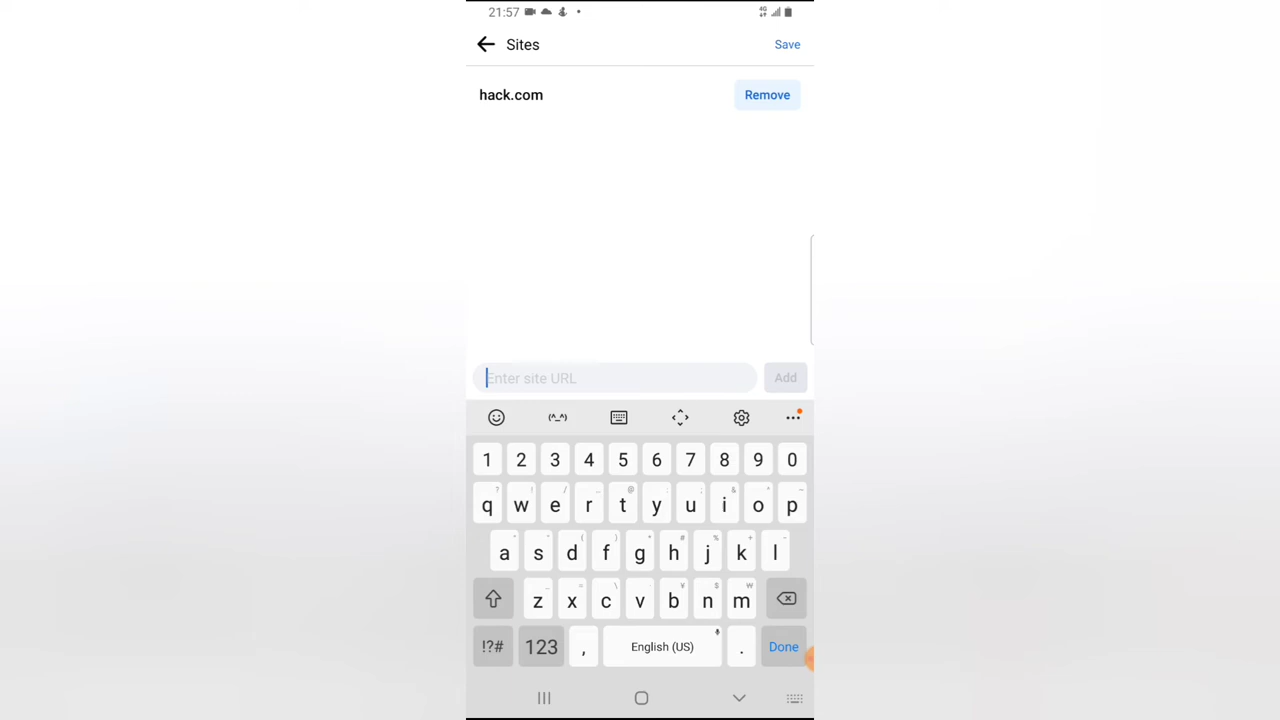 21:57
4G
Sites
Save
hack.com
Remove
Enter site URL
Add
(^_^)
1 2 3 4 5 6 7 8 9 0
q w e r t y u i o p
a s d f g h j k l
z x c v b n m
!?# 123 , English (US) . Done